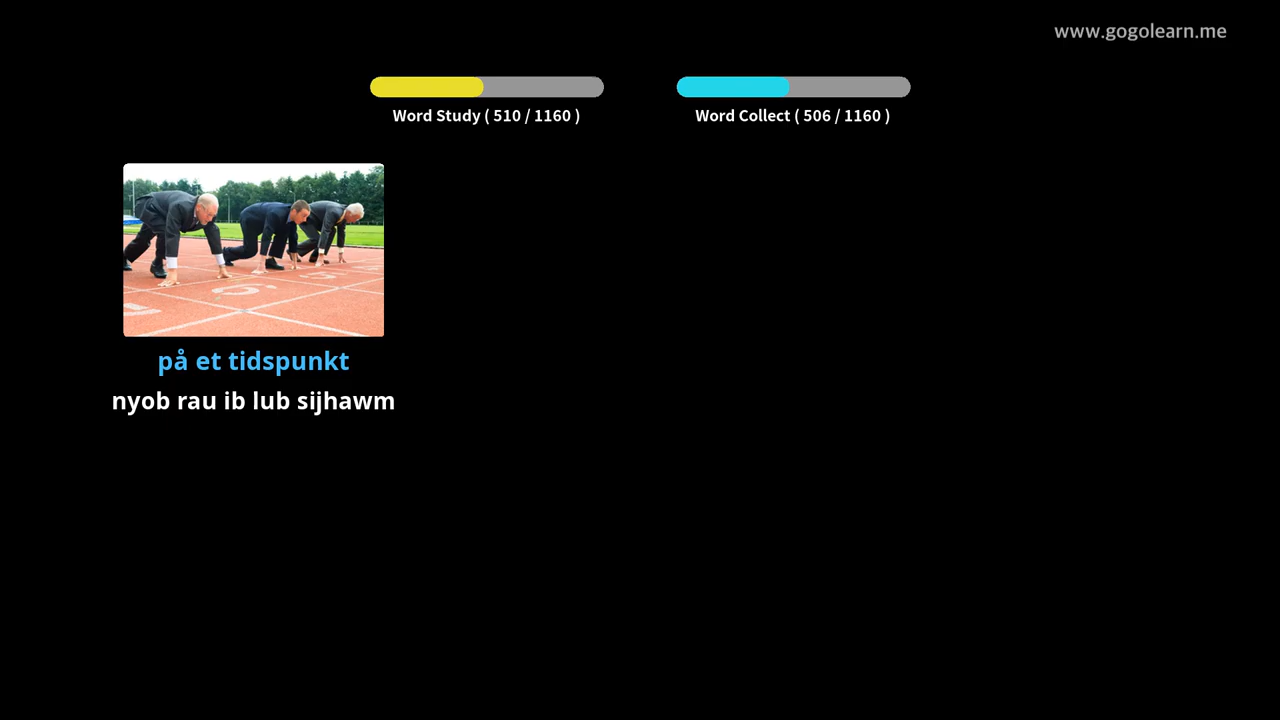 www.gogolearn.me
Word Study ( 510 / 1160 )
Word Collect ( 506 / 1160 )
på et tidspunkt
nyob rau ib lub sijhawm